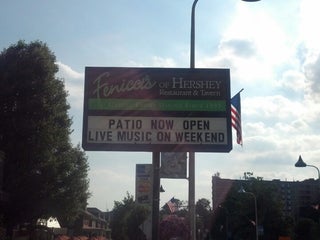 Fenicci's OF HERSHEY
Restaurant & Tavern
PATIO NOW OPEN
LIVE MUSIC ON WEEKEND